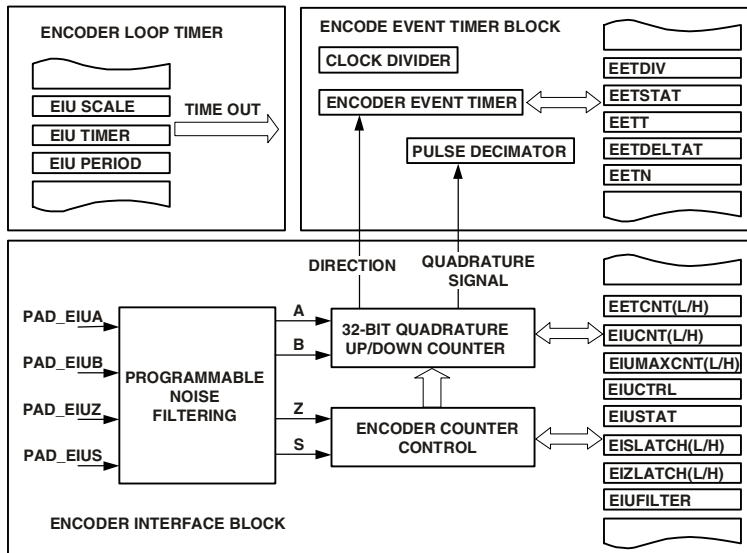 ENCODER LOOP TIMER
EIU SCALE
EIU TIMER
EIU PERIOD
TIME OUT
ENCODE EVENT TIMER BLOCK
CLOCK DIVIDER
ENCODER EVENT TIMER
PULSE DECIMATOR
EETDIV
EETSTAT
EETT
EETDELTAT
EETN
DIRECTION
QUADRATURE
SIGNAL
PAD_EIUA
PAD_EIUB
PAD_EIUZ
PAD_EIUS
PROGRAMMABLE
NOISE
FILTERING
A
B
Z
S
32-BIT QUADRATURE
UP/DOWN COUNTER
ENCODER COUNTER
CONTROL
EETCNT(L/H)
EIUCNT(L/H)
EIUMAXCNT(L/H)
EIUCTRL
EIUSTAT
EISLATCH(L/H)
EIZLATCH(L/H)
EIUFILTER
ENCODER INTERFACE BLOCK